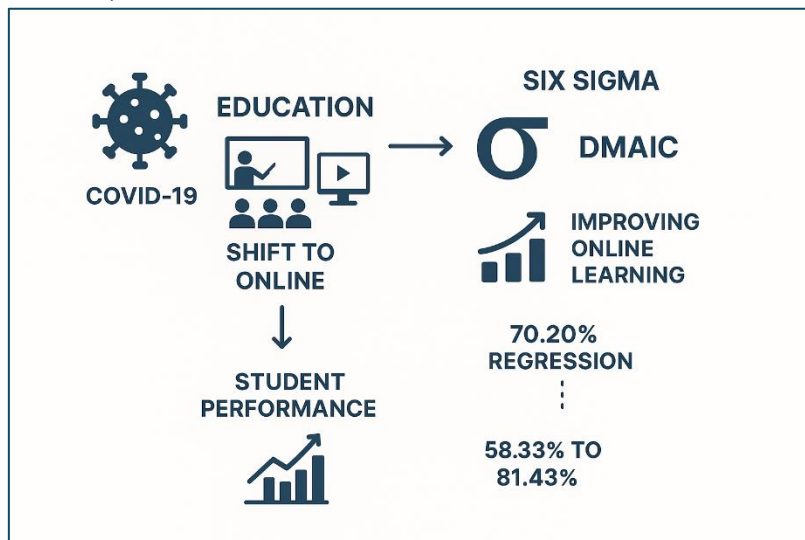 COVID-19
EDUCATION
SHIFT TO
ONLINE
STUDENT
PERFORMANCE
SIX SIGMA
σ DMAIC
IMPROVING
ONLINE
LEARNING
70.20%
REGRESSION
58.33% TO
81.43%